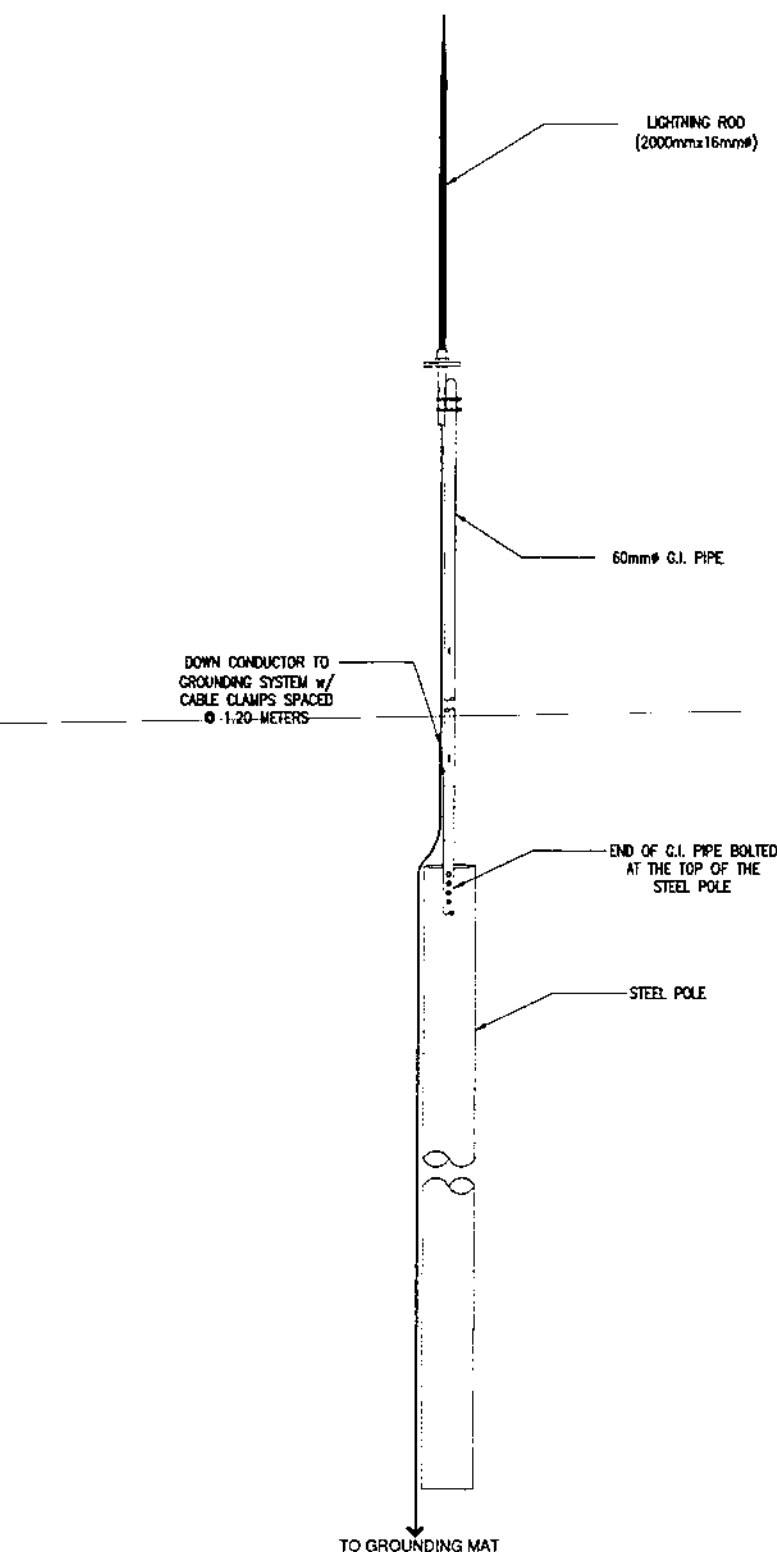 LIGHTNING ROD
(2000mmx16mmø)
60mmø G.I. PIPE
DOWN CONDUCTOR TO
GROUNDING SYSTEM w/
CABLE CLAMPS SPACED
@ 1.20 METERS
END OF G.I. PIPE BOLTED
AT THE TOP OF THE
STEEL POLE
STEEL POLE
TO GROUNDING MAT